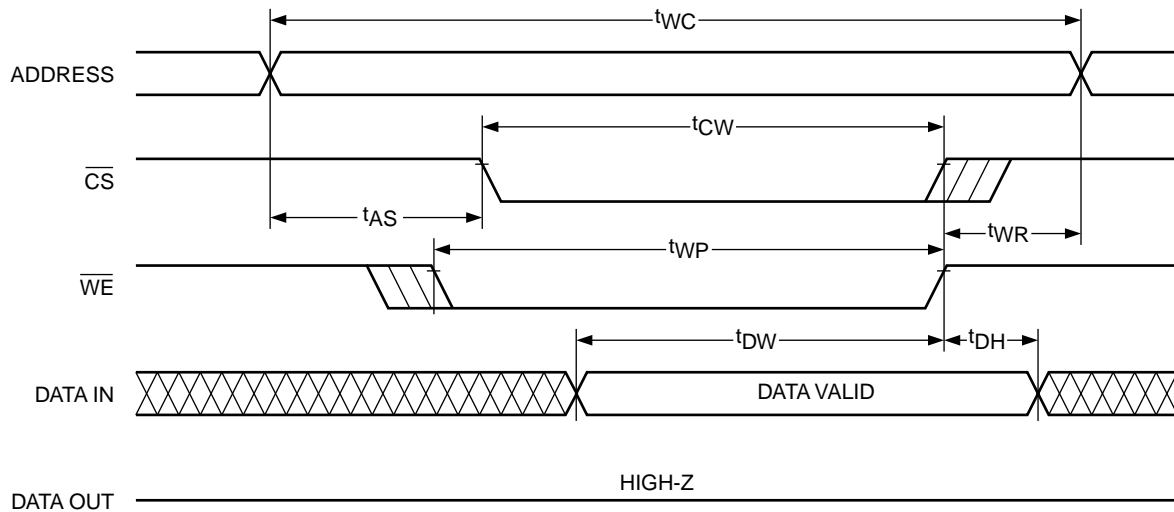 tWC
ADDRESS
tCW
CS
tAS
tWR
tWP
WE
tDW
tDH
DATA IN
DATA VALID
HIGH-Z
DATA OUT